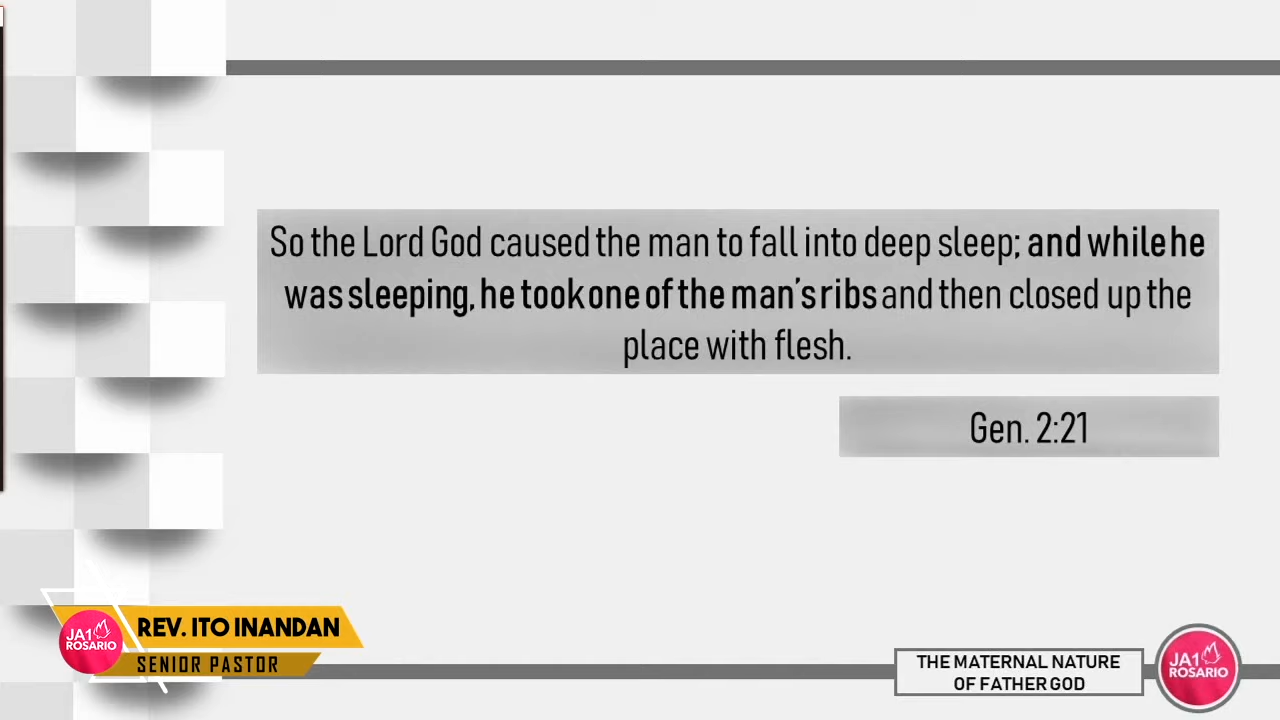 So the Lord God caused the man to fall into deep sleep; and while he
was sleeping, he took one of the man's ribs and then closed up the
place with flesh.
Gen. 2:21
JA1
ROSARIO
REV. ITO INANDAN
SENIOR PASTOR
THE MATERNAL NATURE
OF FATHER GOD
JA1
ROSARIO